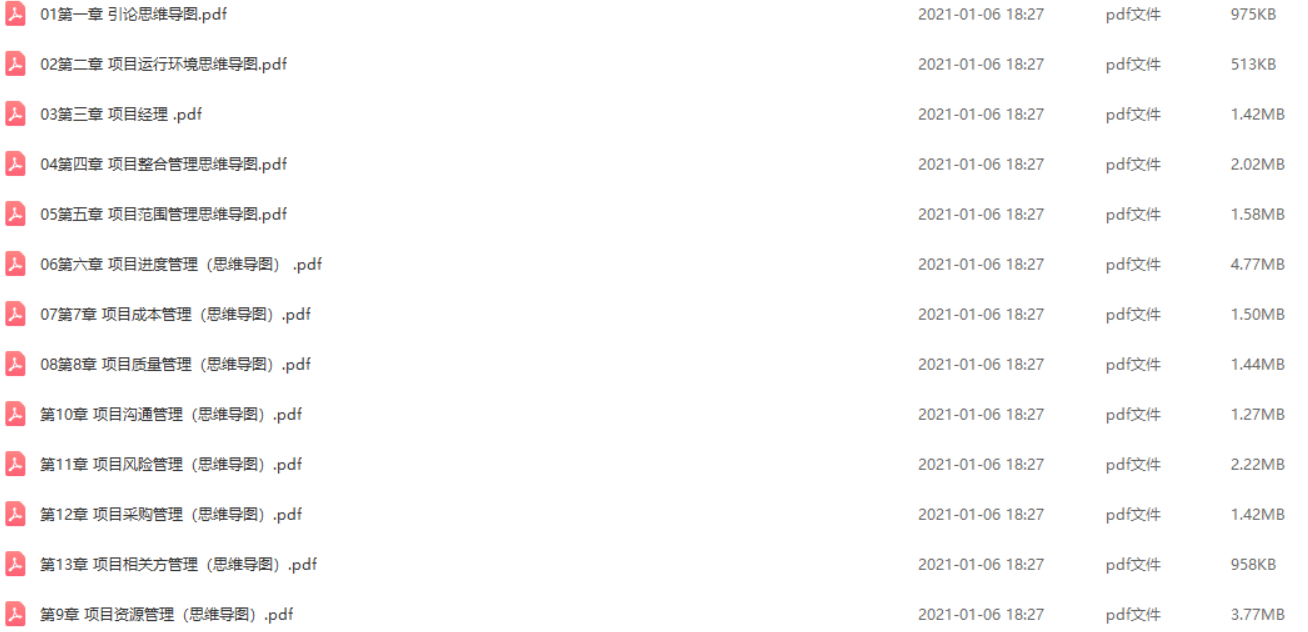 01第一章 引论思维导图.pdf 2021-01-06 18:27 pdf文件 975KB
02第二章 项目运行环境思维导图.pdf 2021-01-06 18:27 pdf文件 513KB
03第三章 项目经理 .pdf 2021-01-06 18:27 pdf文件 1.42MB
04第四章 项目整合管理思维导图.pdf 2021-01-06 18:27 pdf文件 2.02MB
05第五章 项目范围管理思维导图.pdf 2021-01-06 18:27 pdf文件 1.58MB
06第六章 项目进度管理（思维导图） .pdf 2021-01-06 18:27 pdf文件 4.77MB
07第7章 项目成本管理（思维导图）.pdf 2021-01-06 18:27 pdf文件 1.50MB
08第8章 项目质量管理（思维导图）.pdf 2021-01-06 18:27 pdf文件 1.44MB
第10章 项目沟通管理（思维导图）.pdf 2021-01-06 18:27 pdf文件 1.27MB
第11章 项目风险管理（思维导图）.pdf 2021-01-06 18:27 pdf文件 2.22MB
第12章 项目采购管理（思维导图）.pdf 2021-01-06 18:27 pdf文件 1.42MB
第13章 项目相关方管理（思维导图）.pdf 2021-01-06 18:27 pdf文件 958KB
第9章 项目资源管理（思维导图）.pdf 2021-01-06 18:27 pdf文件 3.77MB